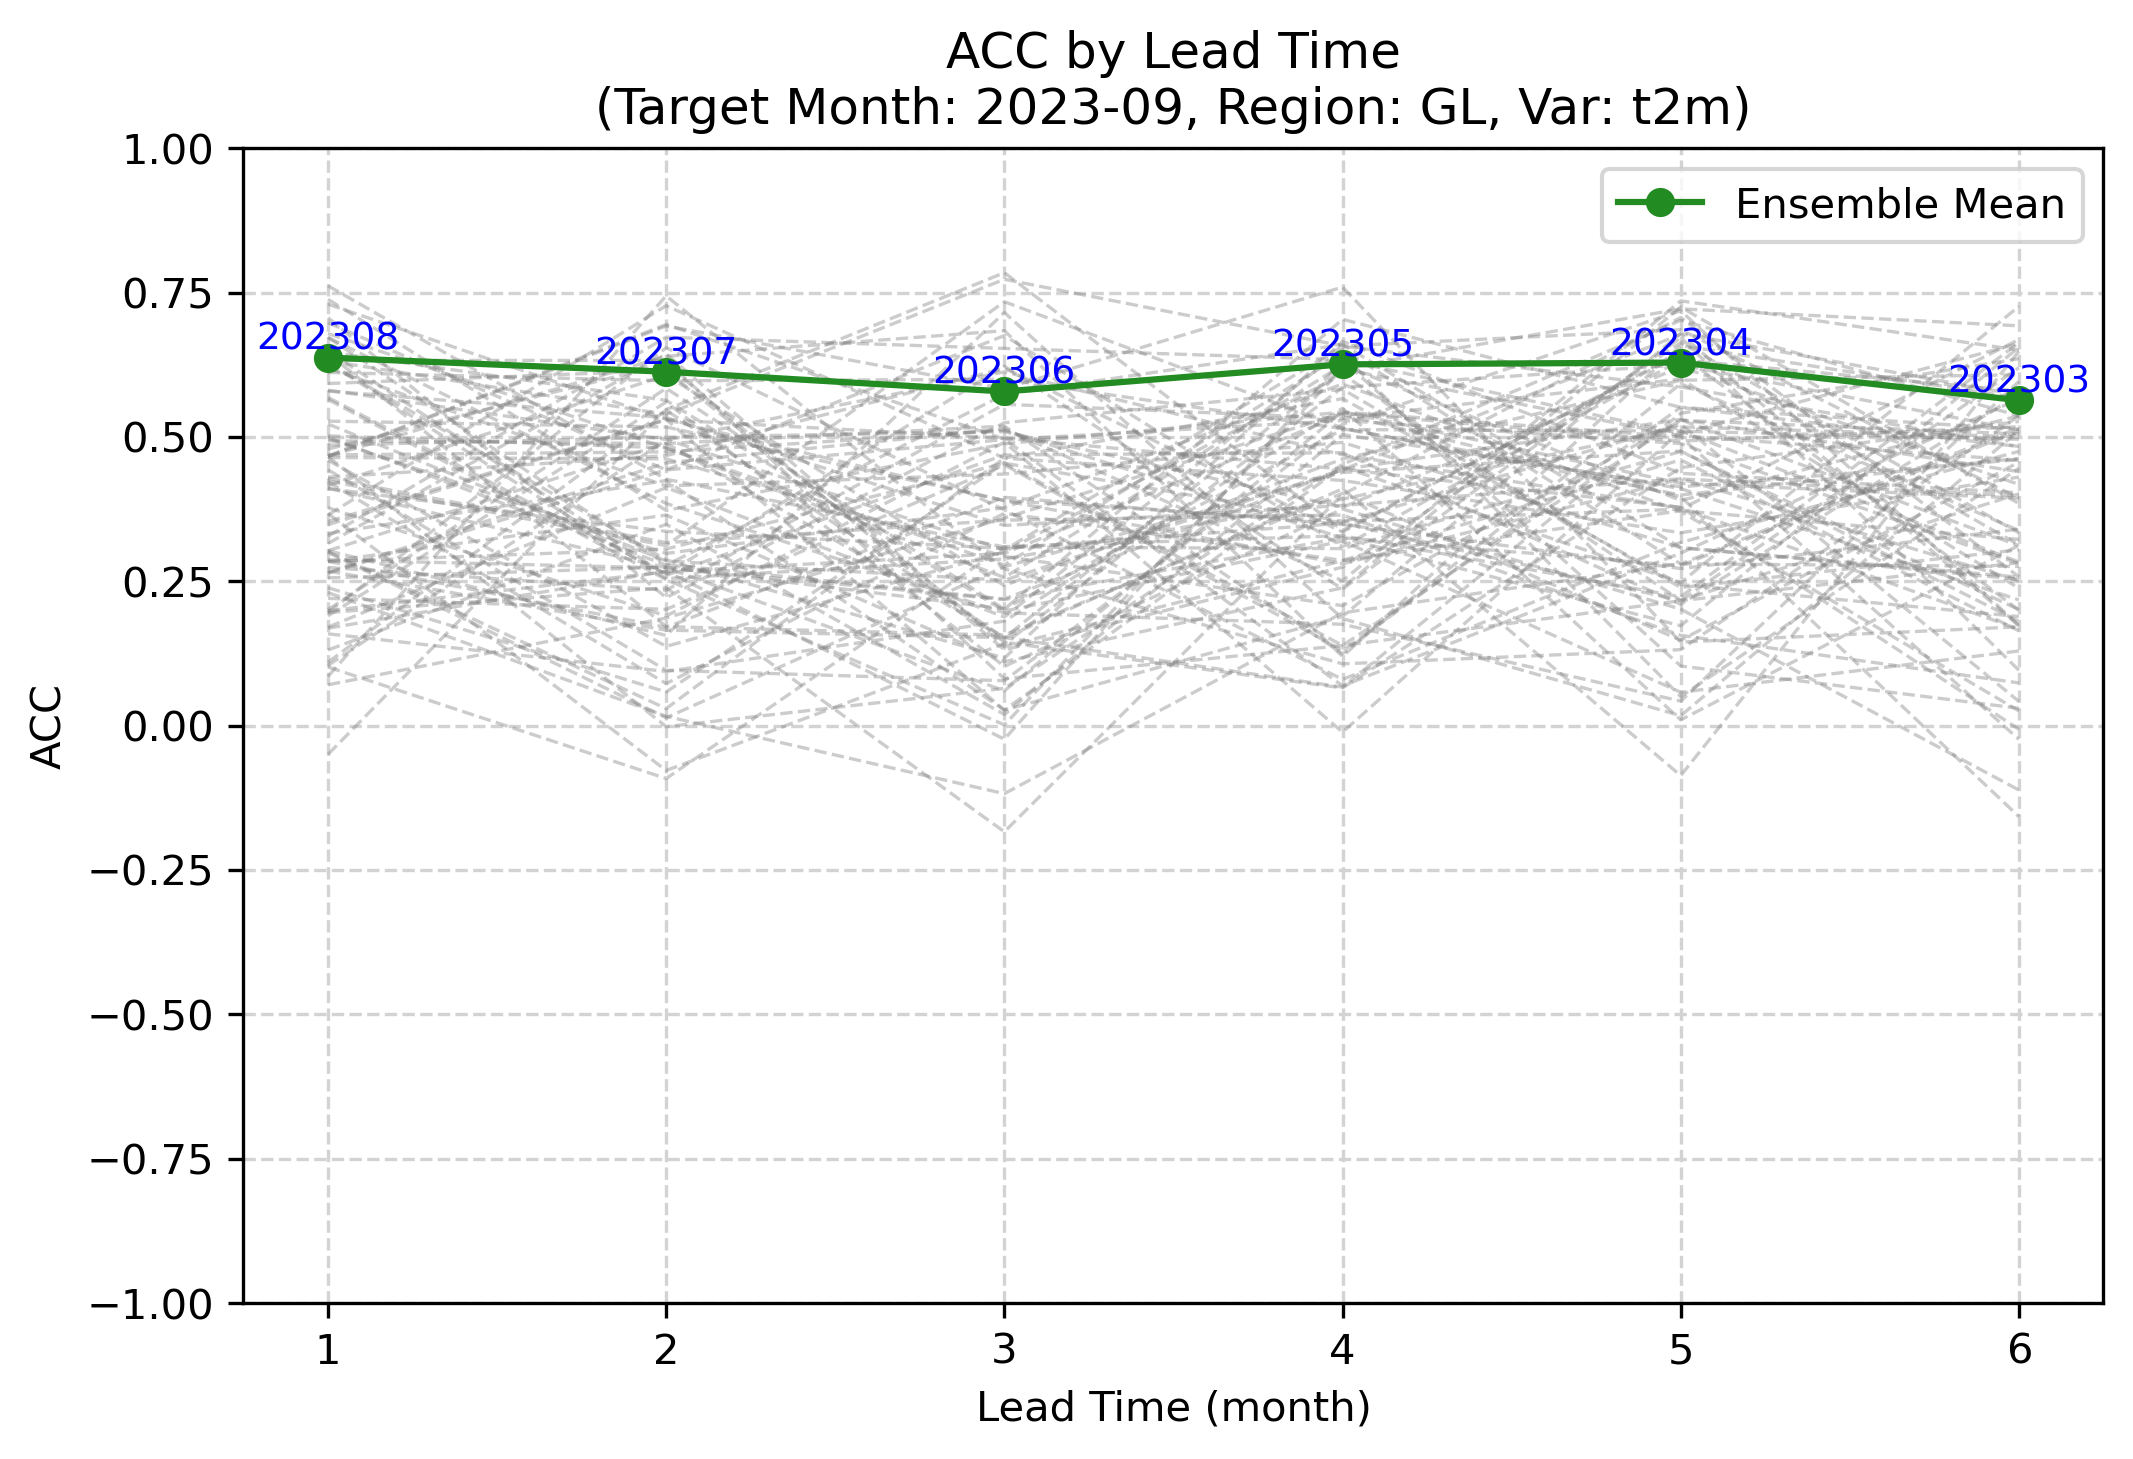 ACC by Lead Time
(Target Month: 2023-09, Region: GL, Var: t2m)
Ensemble Mean
1.00
0.75
0.50
0.25
0.00
−0.25
−0.50
−0.75
−1.00
ACC
202308
202307
202306
202305
202304
202303
1 2 3 4 5 6
Lead Time (month)